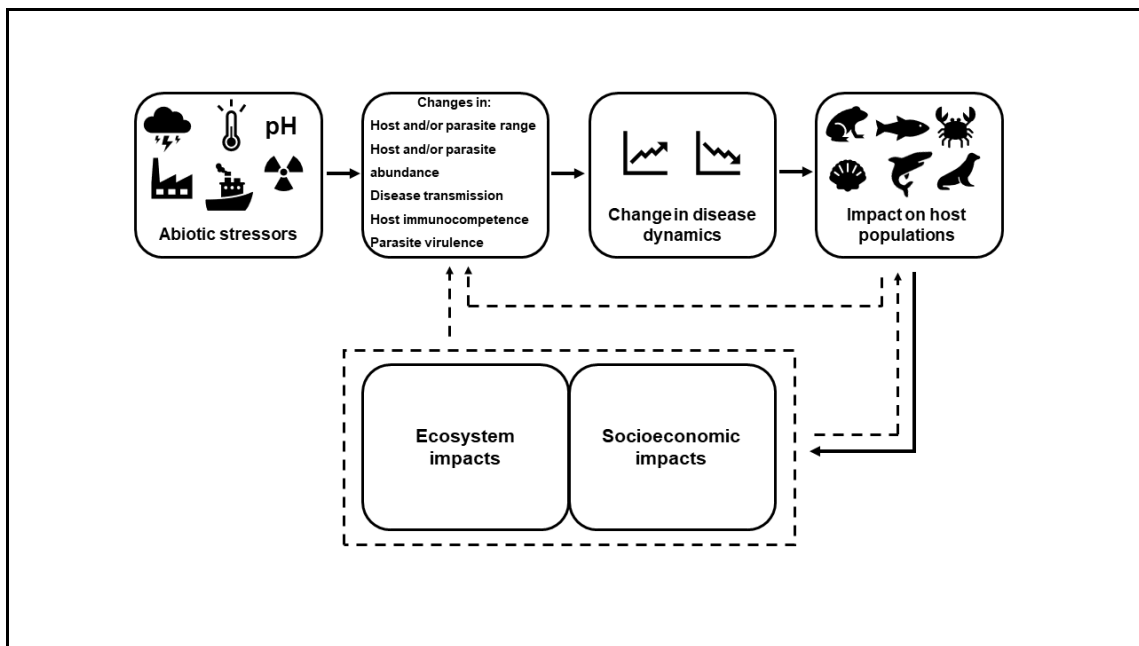 pH
Abiotic stressors
Changes in:
Host and/or parasite range
Host and/or parasite
abundance
Disease transmission
Host immunocompetence
Parasite virulence
Change in disease
dynamics
Impact on host
populations
Ecosystem
impacts
Socioeconomic
impacts